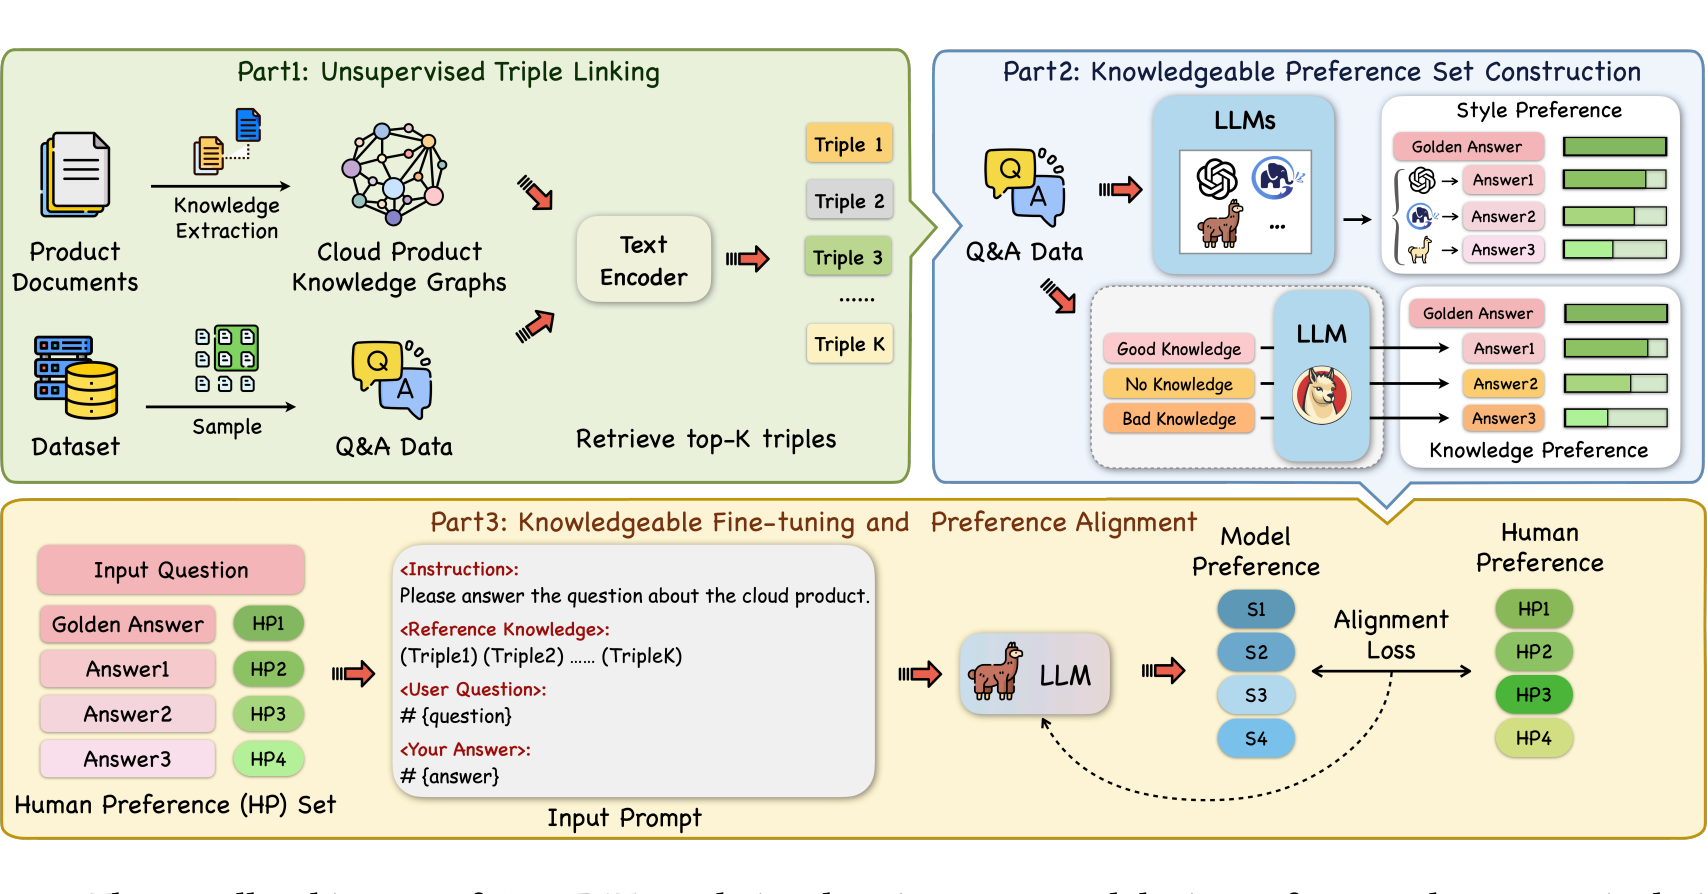 Part1: Unsupervised Triple Linking
Product
Documents
Knowledge
Extraction
Cloud Product
Knowledge Graphs
Dataset
Sample
Q
A
Q&A Data
Text
Encoder
Triple 1
Triple 2
Triple 3
......
Triple K
Retrieve top-K triples
Part2: Knowledgeable Preference Set Construction
Q
A
Q&A Data
LLMs
...
Style Preference
Golden Answer
Answer1
Answer2
Answer3
Good Knowledge
No Knowledge
Bad Knowledge
LLM
Golden Answer
Answer1
Answer2
Answer3
Knowledge Preference
Part3: Knowledgeable Fine-tuning and Preference Alignment
Input Question
Golden Answer HP1
Answer1 HP2
Answer2 HP3
Answer3 HP4
Human Preference (HP) Set
<Instruction>:
Please answer the question about the cloud product.
<Reference Knowledge>:
(Triple1) (Triple2) ...... (TripleK)
<User Question>:
# {question}
<Your Answer>:
# {answer}
Input Prompt
LLM
Model
Preference
S1
S2
S3
S4
Alignment
Loss
Human
Preference
HP1
HP2
HP3
HP4